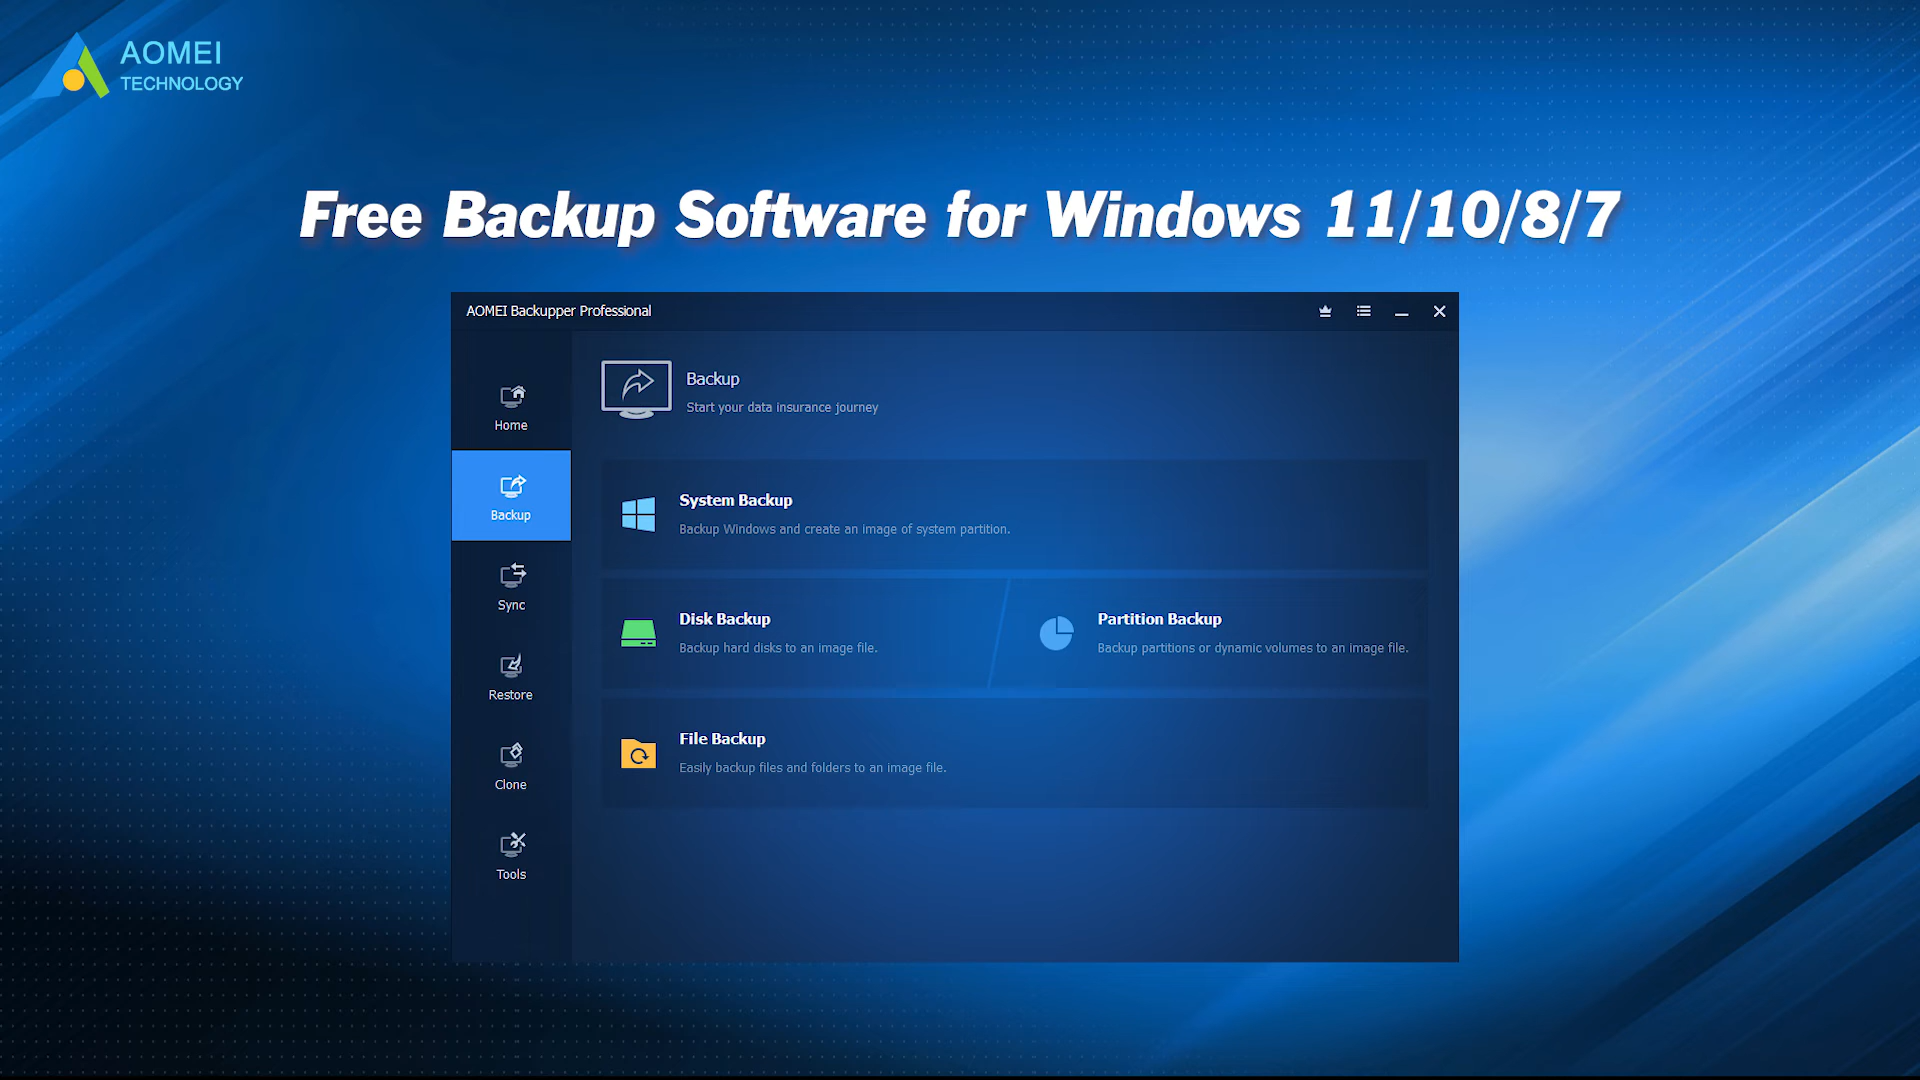 AOMEI
TECHNOLOGY
Free Backup Software for Windows 11/10/8/7
AOMEI Backupper Professional
Home
Backup
Sync
Restore
Clone
Tools
Backup
Start your data insurance journey
System Backup
Backup Windows and create an image of system partition.
Disk Backup
Backup hard disks to an image file.
Partition Backup
Backup partitions or dynamic volumes to an image file.
File Backup
Easily backup files and folders to an image file.